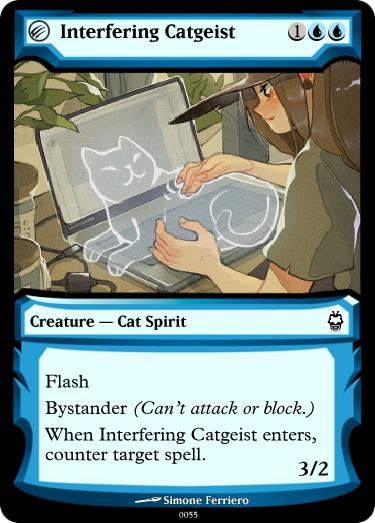 Interfering Catgeist 1
Creature — Cat Spirit
Flash
Bystander (Can't attack or block.)
When Interfering Catgeist enters,
counter target spell.
3/2
Simone Ferriero
0055